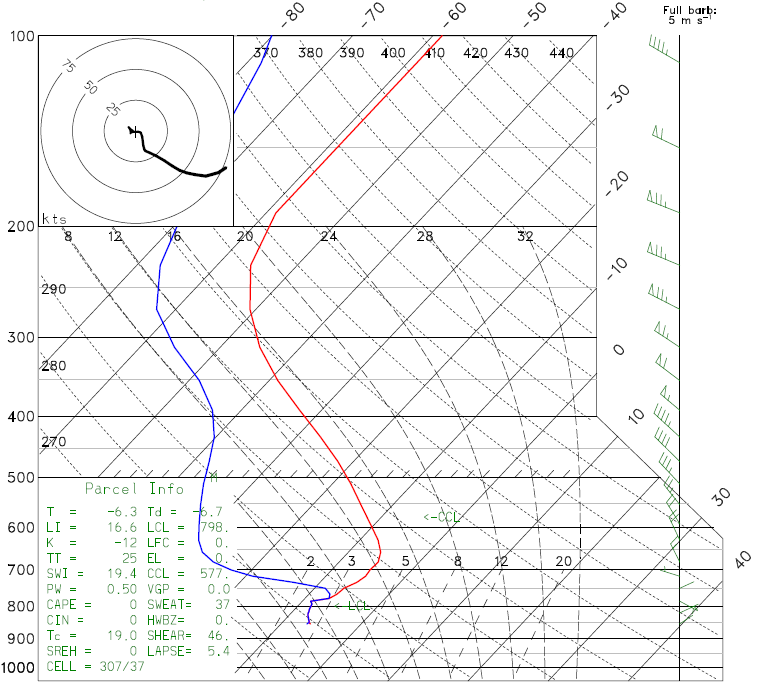 -80 -70 -60 -50 -40
Full barb:
5 m s⁻¹
100
370 380 390 400 410 420 430 440
75
50
25
-30
-20
kts
200
8 12 16 20 24 28 32
-10
290
300
0
280
400
10
270
500
Parcel Info
30
T = -6.3 Td = -6.7
<-CCL
LI = 16.6 LCL = 798.
600
K = -12 LFC = 0.
TT = 25 EL = 0.
40
2 3 5 8 12 20
700
SWI = 19.4 CCL = 577.
PW = 0.50 VGP = 0.0
CAPE = 0 SWEAT= 37
<-LCL
800
CIN = 0 HWBZ= 0.
Tc = 19.0 SHEAR= 46.
900
SREH = 0 LAPSE= 5.4
CELL = 307/37
1000